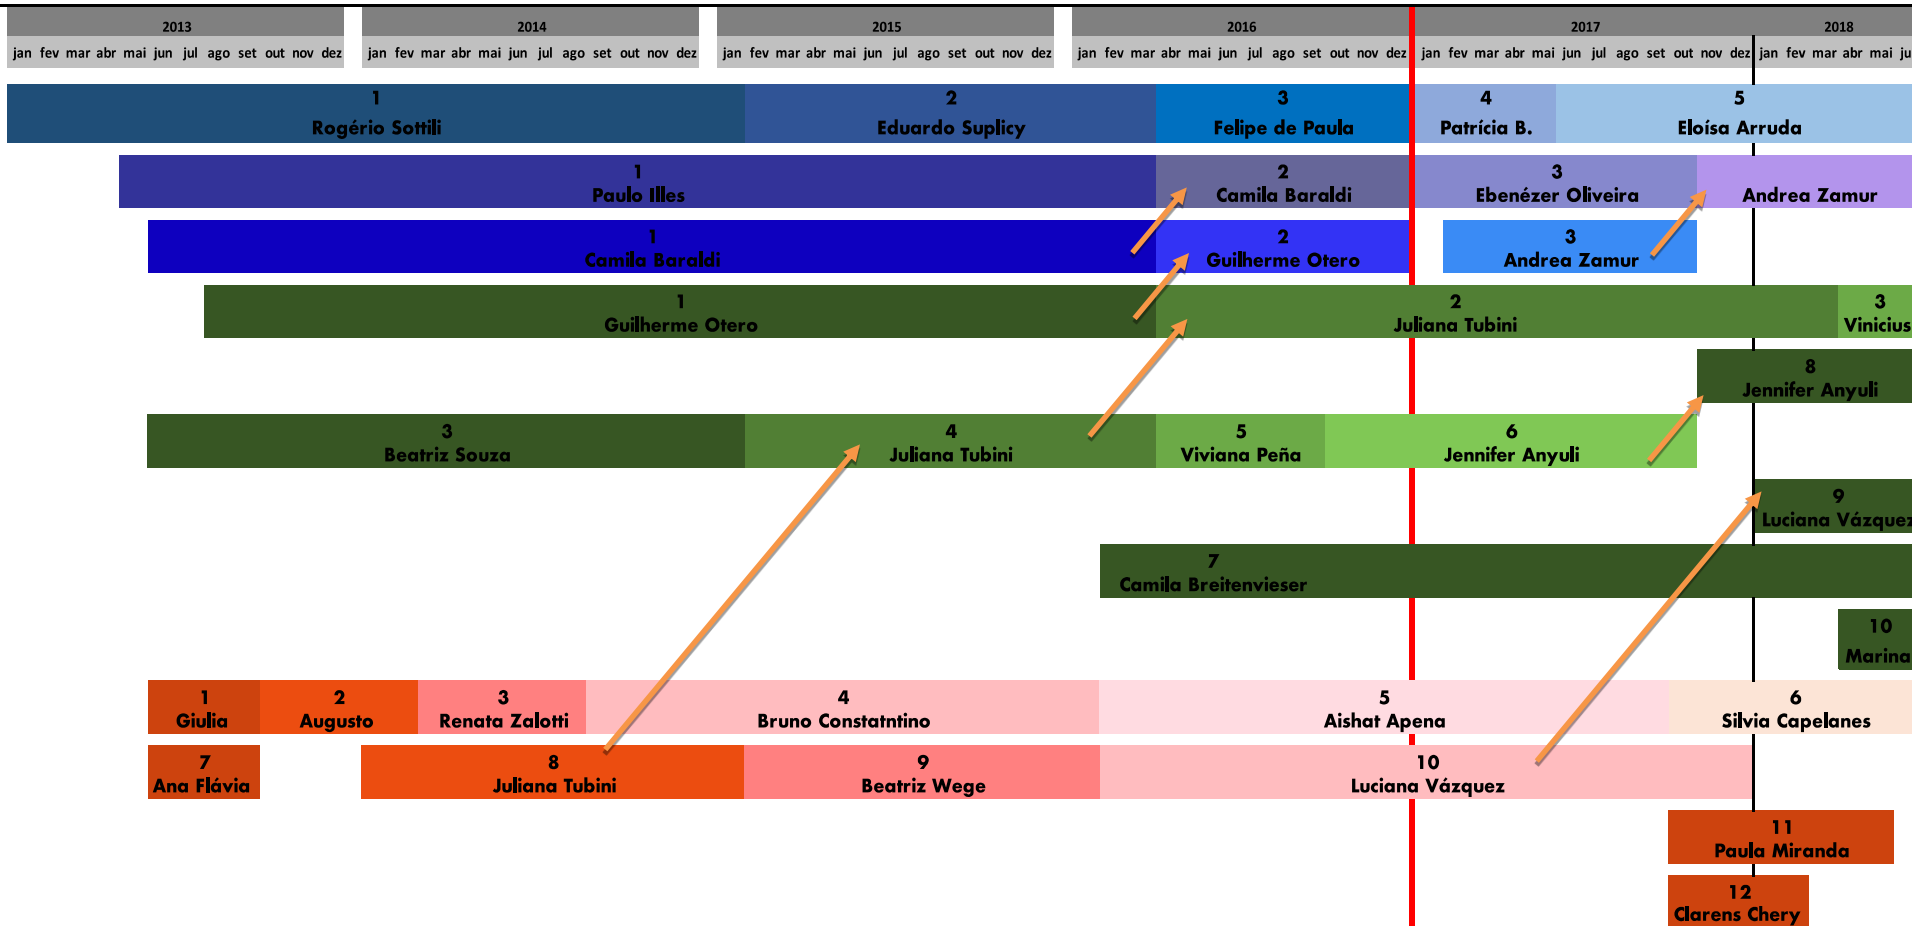 2013 2014 2015 2016 2017 2018
jan fev mar abr mai jun jul ago set out nov dez jan fev mar abr mai jun jul ago set out nov dez jan fev mar abr mai jun jul ago set out nov dez jan fev mar abr mai jun jul ago set out nov dez jan fev mar abr mai jun jul ago set out nov dez jan fev mar abr mai ju
1 2 3 4 5
Rogério Sottili Eduardo Suplicy Felipe de Paula Patrícia B. Eloísa Arruda
1 2 3
Paulo Illes Camila Baraldi Ebenézer Oliveira Andrea Zamur
1 2 3
Camila Baraldi Guilherme Otero Andrea Zamur
1 2 3
Guilherme Otero Juliana Tubini Vinicius
8
Jennifer Anyuli
3 4 5 6
Beatriz Souza Juliana Tubini Viviana Peña Jennifer Anyuli
9
Luciana Vázquez
7
Camila Breitenvieser
10
Marina
1 2 3 4 5 6
Giulia Augusto Renata Zalotti Bruno Constatntino Aishat Apena Silvia Capelanes
7 8 9 10
Ana Flávia Juliana Tubini Beatriz Wege Luciana Vázquez
11
Paula Miranda
12
Clarens Chery